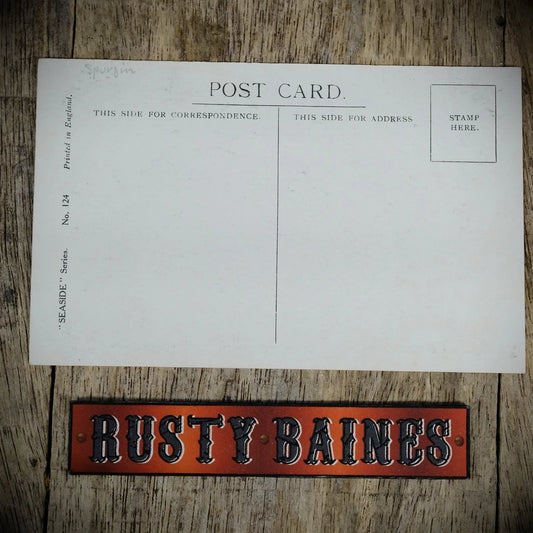 Spurgin
POST CARD.
THIS SIDE FOR CORRESPONDENCE.
THIS SIDE FOR ADDRESS
STAMP
HERE.
"SEASIDE" Series. No. 124 Printed in England.
RUSTY BAINES